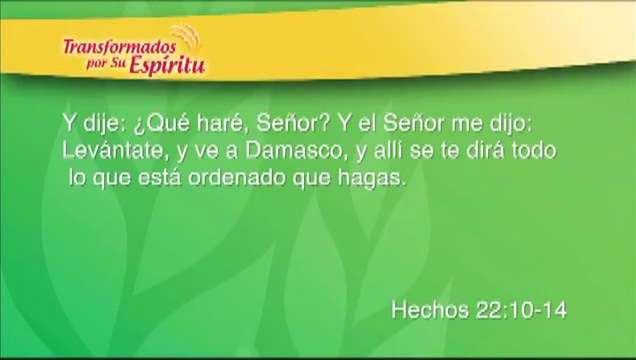 Transformados
por Su Espíritu
Y dije: ¿Qué haré, Señor? Y el Señor me dijo:
Levántate, y ve a Damasco, y allí se te dirá todo
lo que está ordenado que hagas.
Hechos 22:10-14